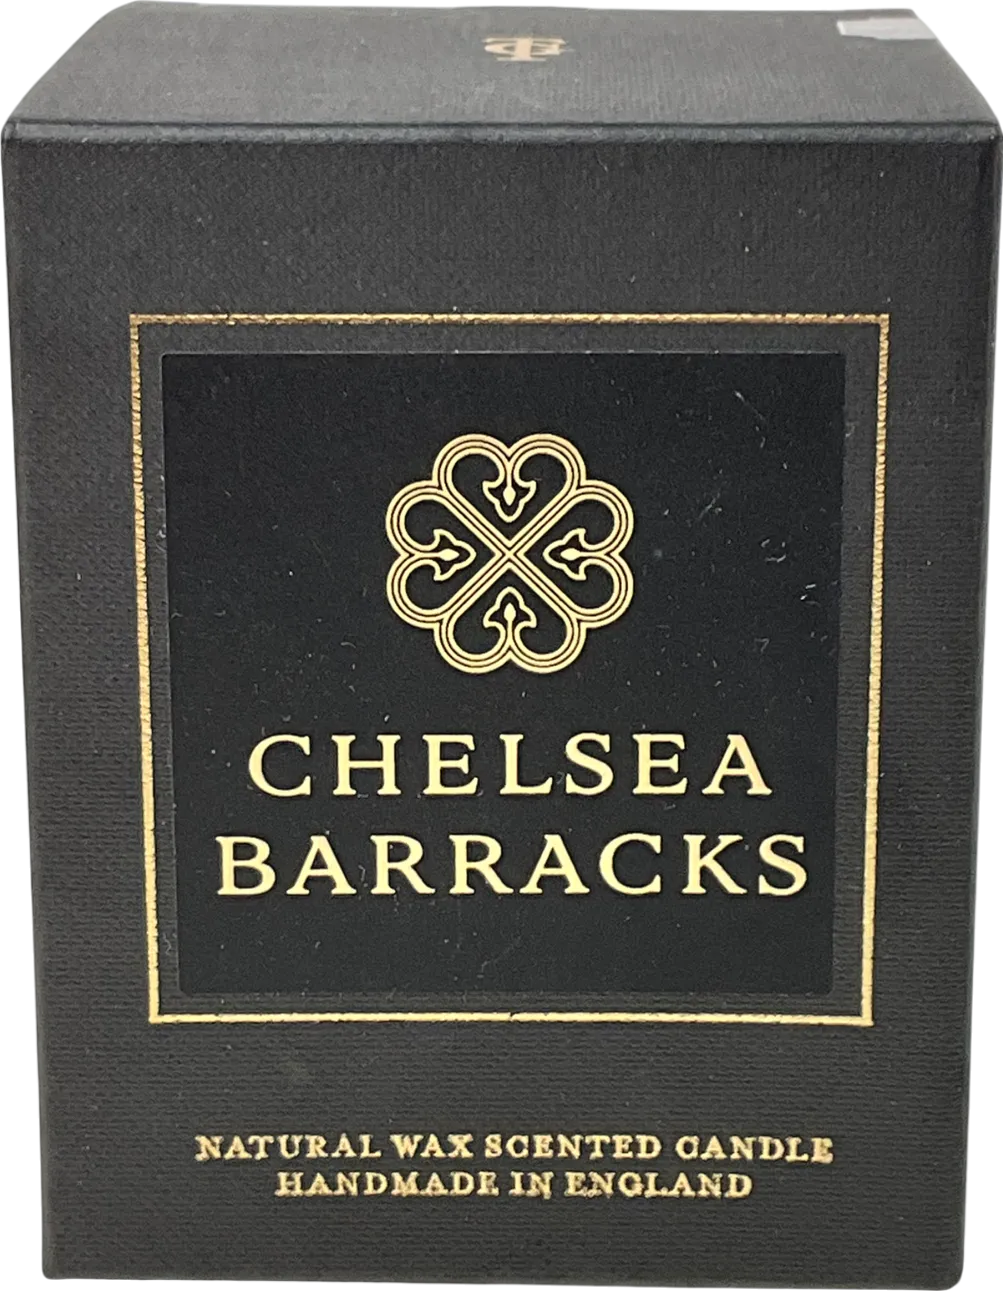 CHELSEA
BARRACKS
NATURAL WAX SCENTED CANDLE
HANDMADE IN ENGLAND